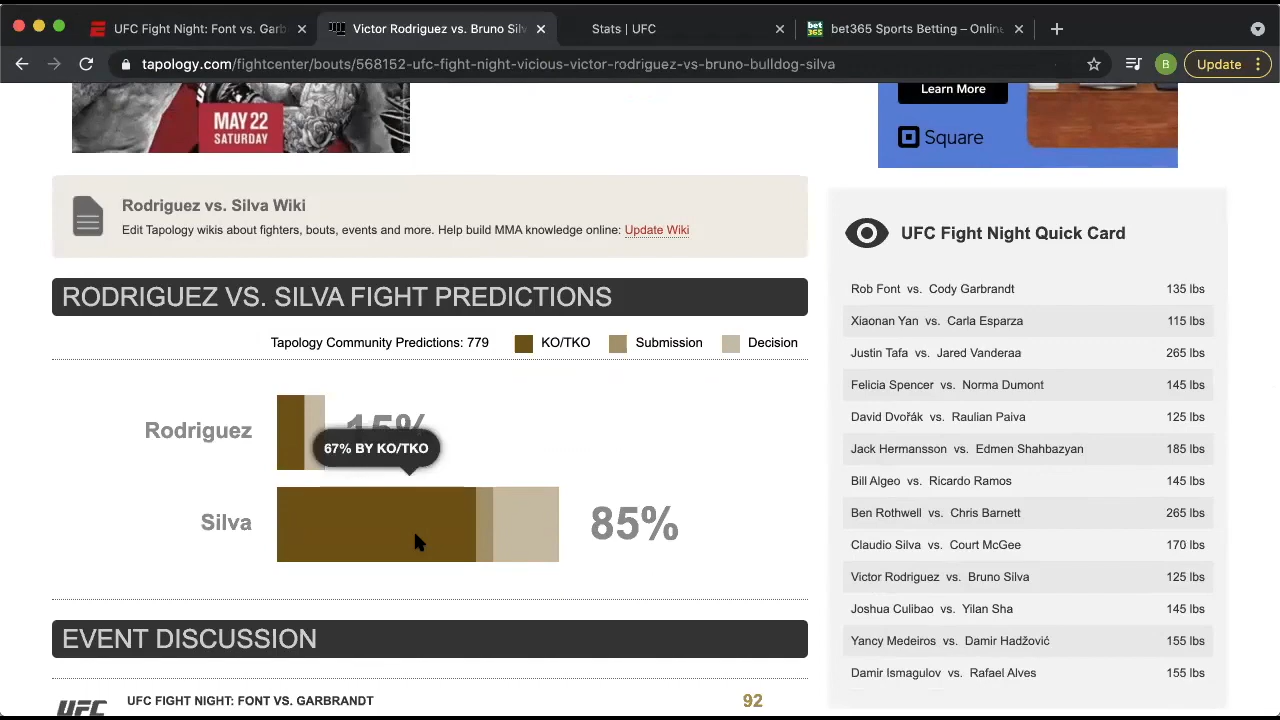 UFC Fight Night: Font vs. Garb
Victor Rodriguez vs. Bruno Silv
Stats | UFC
bet365
bet365 Sports Betting – Online
tapology.com/fightcenter/bouts/568152-ufc-fight-night-vicious-victor-rodriguez-vs-bruno-bulldog-silva
B
Update
MAY 22
SATURDAY
Learn More
Square
Rodriguez vs. Silva Wiki
Edit Tapology wikis about fighters, bouts, events and more. Help build MMA knowledge online: Update Wiki
RODRIGUEZ VS. SILVA FIGHT PREDICTIONS
Tapology Community Predictions: 779
KO/TKO
Submission
Decision
Rodriguez
15%
67% BY KO/TKO
Silva
85%
EVENT DISCUSSION
UFC
UFC FIGHT NIGHT: FONT VS. GARBRANDT
92
UFC Fight Night Quick Card
Rob Font vs. Cody Garbrandt 135 lbs
Xiaonan Yan vs. Carla Esparza 115 lbs
Justin Tafa vs. Jared Vanderaa 265 lbs
Felicia Spencer vs. Norma Dumont 145 lbs
David Dvořák vs. Raulian Paiva 125 lbs
Jack Hermansson vs. Edmen Shahbazyan 185 lbs
Bill Algeo vs. Ricardo Ramos 145 lbs
Ben Rothwell vs. Chris Barnett 265 lbs
Claudio Silva vs. Court McGee 170 lbs
Victor Rodriguez vs. Bruno Silva 125 lbs
Joshua Culibao vs. Yilan Sha 145 lbs
Yancy Medeiros vs. Damir Hadžović 155 lbs
Damir Ismagulov vs. Rafael Alves 155 lbs